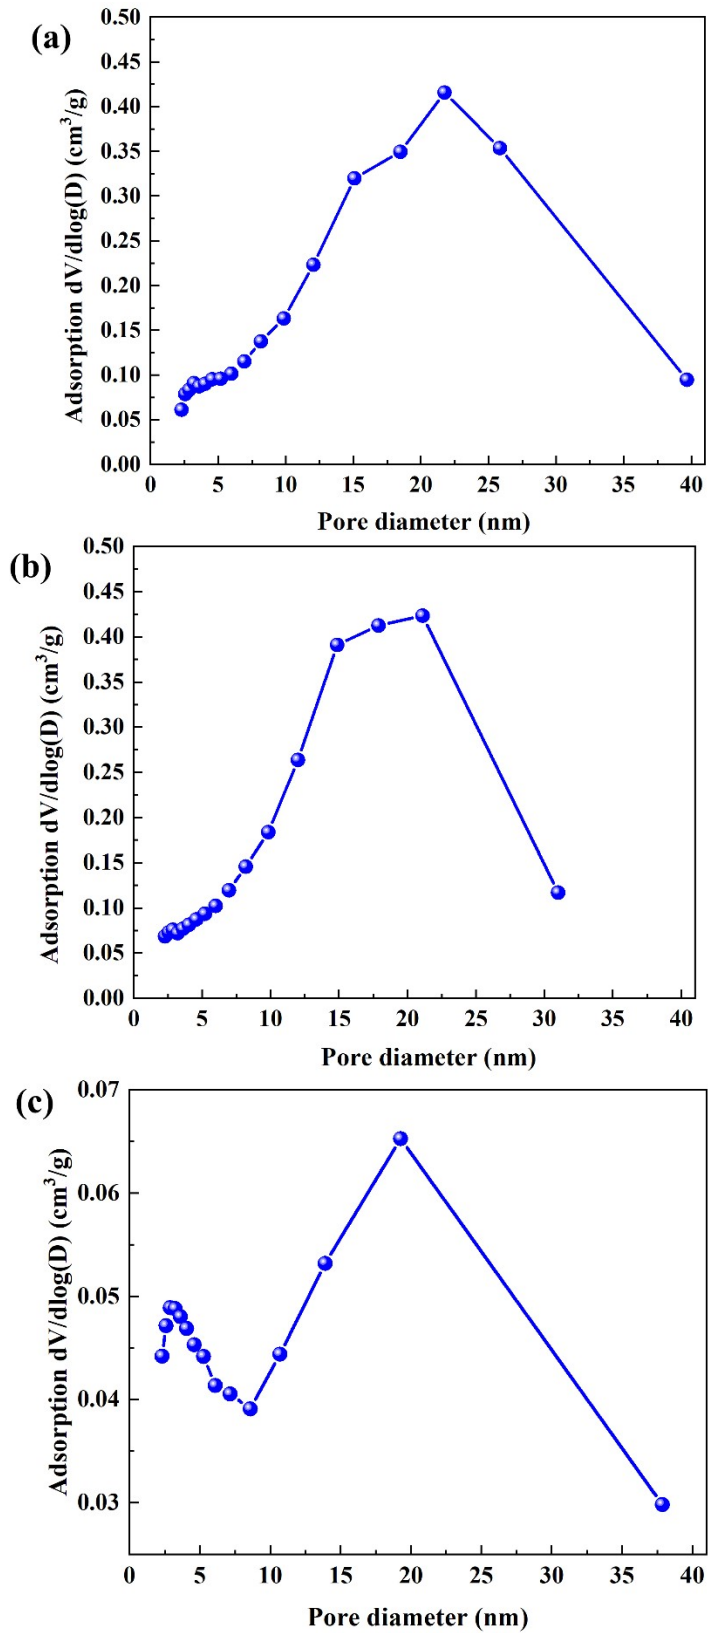 (a)
0.50
0.45
0.40
0.35
0.30
0.25
0.20
0.15
0.10
0.05
0.00
Adsorption dV/dlog(D) (cm³/g)
0 5 10 15 20 25 30 35 40
Pore diameter (nm)
(b)
0.50
0.45
0.40
0.35
0.30
0.25
0.20
0.15
0.10
0.05
0.00
Adsorption dV/dlog(D) (cm³/g)
0 5 10 15 20 25 30 35 40
Pore diameter (nm)
(c)
0.07
0.06
0.05
0.04
0.03
Adsorption dV/dlog(D) (cm³/g)
0 5 10 15 20 25 30 35 40
Pore diameter (nm)